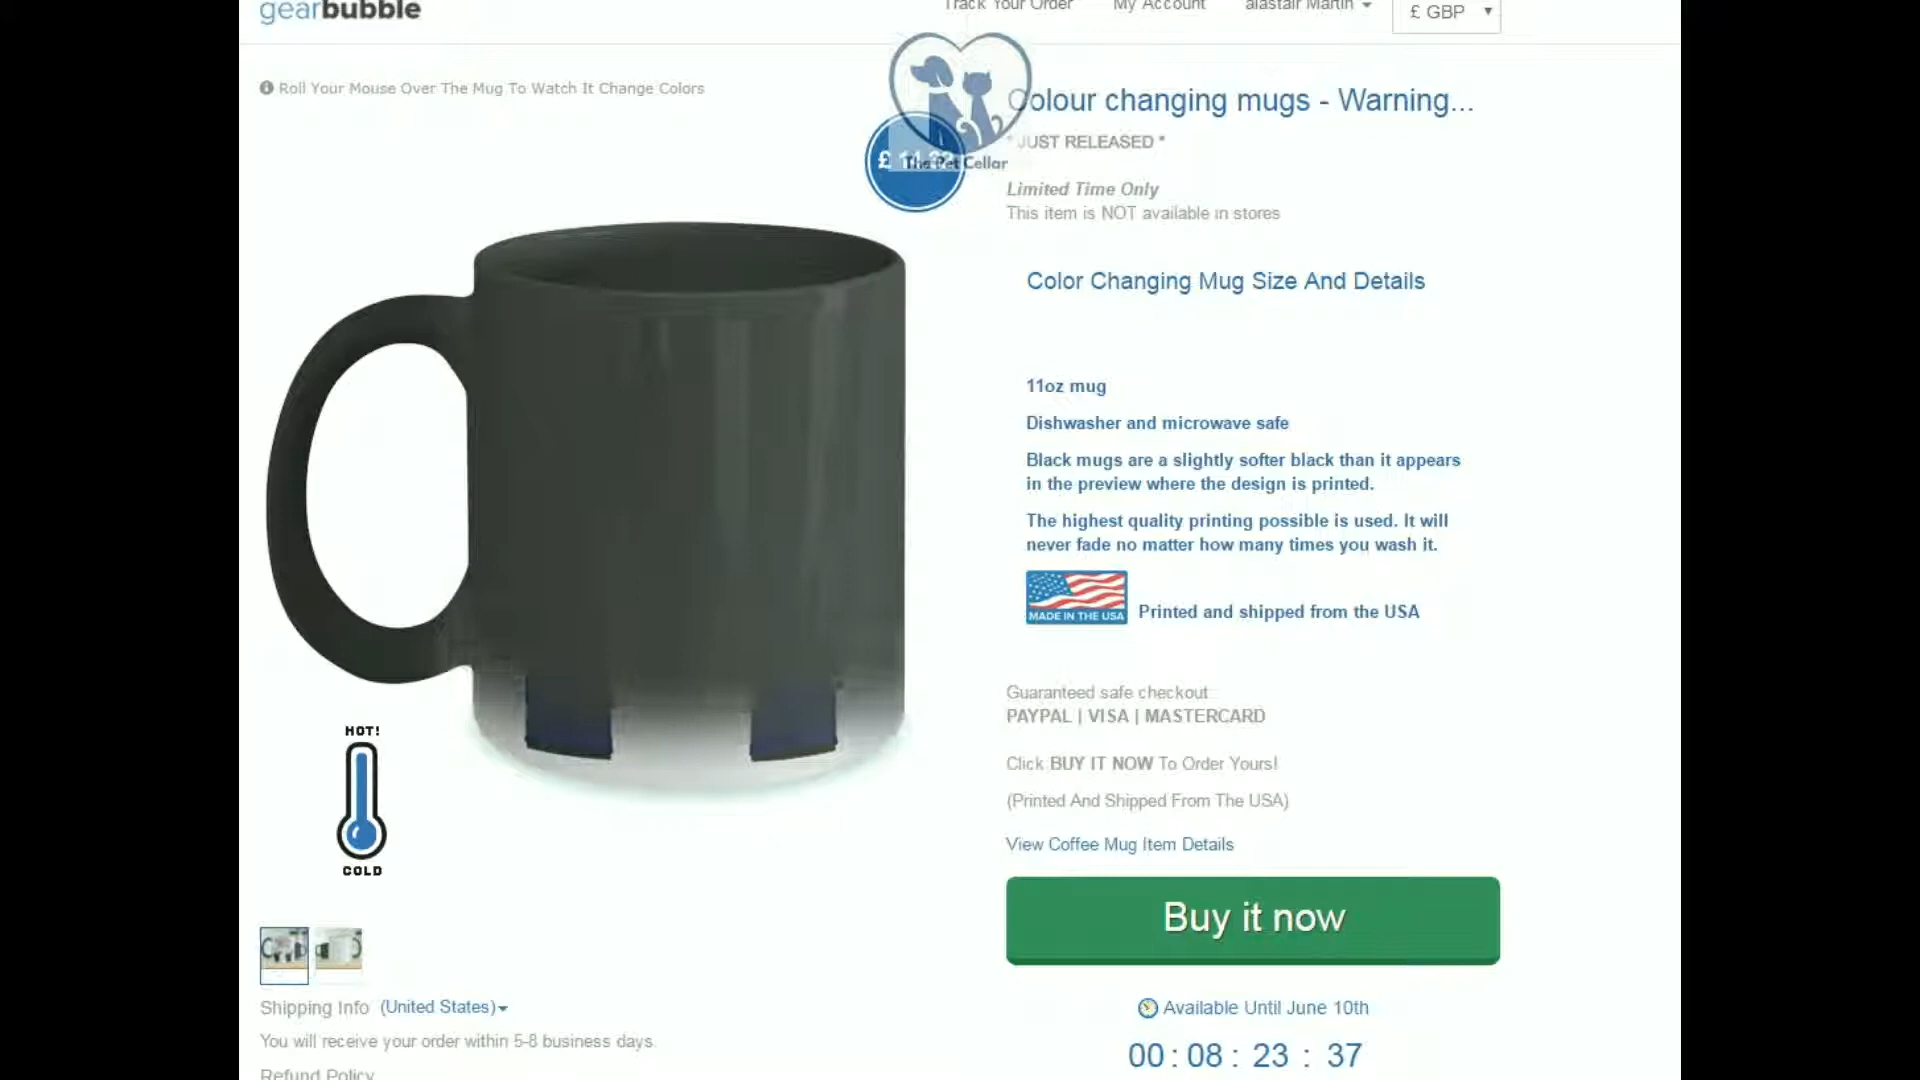 gearbubble
Track Your Order My Account alastair Martin £ GBP
Roll Your Mouse Over The Mug To Watch It Change Colors
Colour changing mugs - Warning...
* JUST RELEASED *
£
The Pet Cellar
Limited Time Only
This item is NOT available in stores
Color Changing Mug Size And Details
11oz mug
Dishwasher and microwave safe
Black mugs are a slightly softer black than it appears
in the preview where the design is printed.
The highest quality printing possible is used. It will
never fade no matter how many times you wash it.
MADE IN THE USA
Printed and shipped from the USA
Guaranteed safe checkout:
PAYPAL | VISA | MASTERCARD
HOT!
COLD
Click BUY IT NOW To Order Yours!
(Printed And Shipped From The USA)
View Coffee Mug Item Details
Buy it now
Shipping Info (United States)
You will receive your order within 5-8 business days.
Refund Policy
Available Until June 10th
00 : 08 : 23 : 37